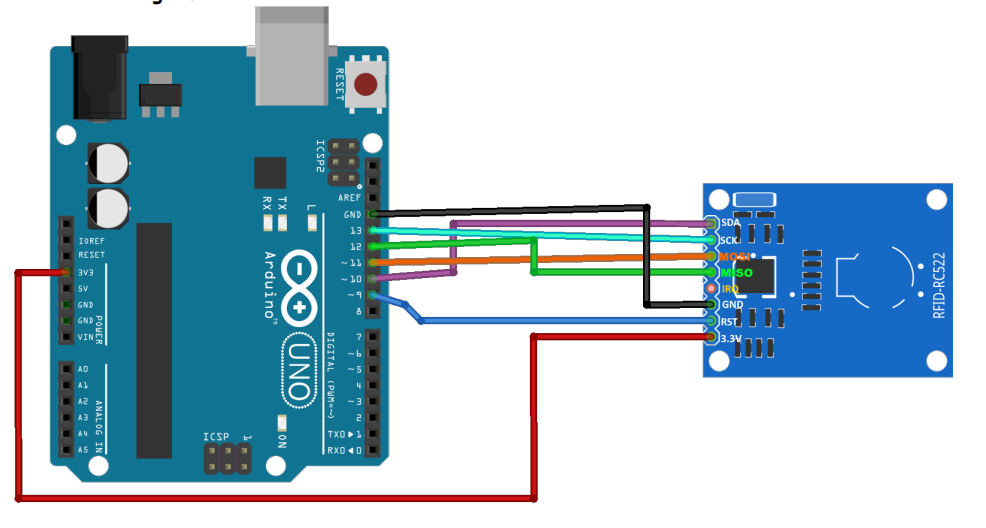 RESET
ICSP2
AREF
GND
13
12
~11
~10
~9
8
7
~6
~5
4
~3
2
TX0▶1
RX0◀0
RX
TX
L
Arduino™
UNO
DIGITAL (PWM=~)
ON
ICSP
1
IOREF
RESET
3V3
5V
GND
GND
VIN
POWER
A0
A1
A2
A3
A4
A5
ANALOG IN
SDA
SCK
MOSI
MISO
IRQ
GND
RST
3.3V
RFID-RC522